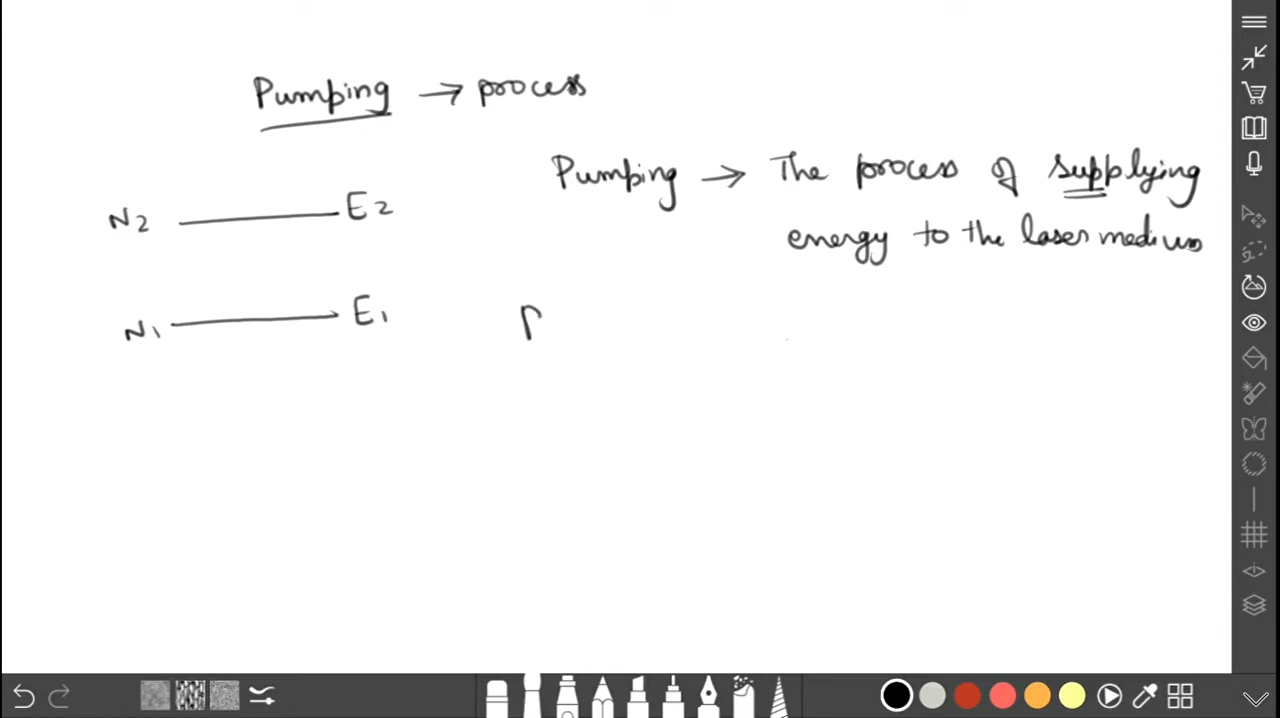 Pumping → process
Pumping → The process of supplying
energy to the laser medium
N2 E2
N1 E1